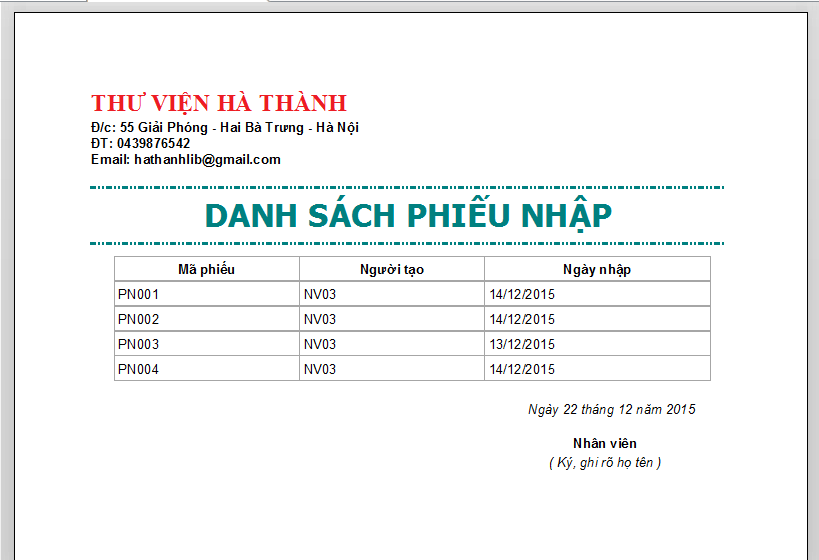 THƯ VIỆN HÀ THÀNH
Đ/c: 55 Giải Phóng - Hai Bà Trưng - Hà Nội
ĐT: 0439876542
Email: hathanhlib@gmail.com
DANH SÁCH PHIẾU NHẬP
Mã phiếu Người tạo Ngày nhập
PN001 NV03 14/12/2015
PN002 NV03 14/12/2015
PN003 NV03 13/12/2015
PN004 NV03 14/12/2015
Ngày 22 tháng 12 năm 2015
Nhân viên
( Ký, ghi rõ họ tên )